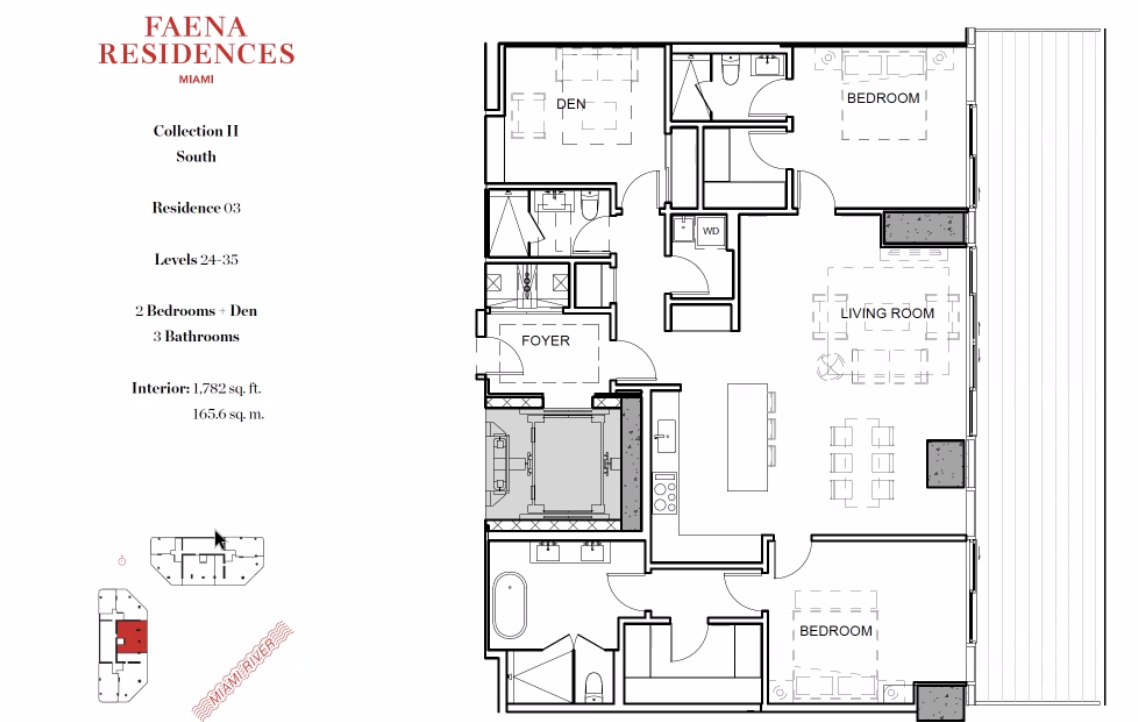 FAENA
RESIDENCES
MIAMI
Collection II
South
Residence 03
Levels 24-35
2 Bedrooms + Den
3 Bathrooms
Interior: 1,782 sq. ft.
165.6 sq. m.
MIAMI RIVER
DEN
BEDROOM
WD
LIVING ROOM
FOYER
BEDROOM